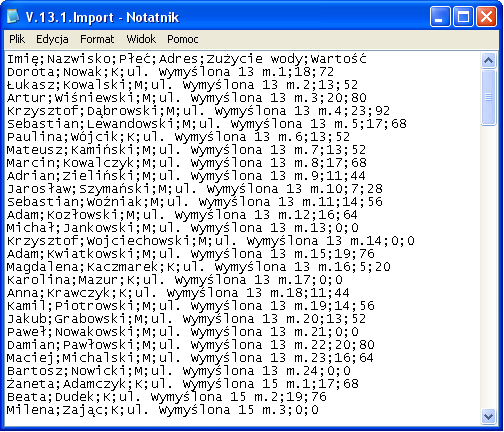 V.13.1.Import - Notatnik
Plik Edycja Format Widok Pomoc
Imię;Nazwisko;Płeć;Adres;Zużycie wody;Wartość
Dorota;Nowak;K;ul. Wymyślona 13 m.1;18;72
Łukasz;Kowalski;M;ul. Wymyślona 13 m.2;13;52
Artur;Wiśniewski;M;ul. Wymyślona 13 m.3;20;80
Krzysztof;Dąbrowski;M;ul. Wymyślona 13 m.4;23;92
Sebastian;Lewandowski;M;ul. Wymyślona 13 m.5;17;68
Paulina;Wójcik;K;ul. Wymyślona 13 m.6;13;52
Mateusz;Kamiński;M;ul. Wymyślona 13 m.7;13;52
Marcin;Kowalczyk;M;ul. Wymyślona 13 m.8;17;68
Adrian;Zieliński;M;ul. Wymyślona 13 m.9;11;44
Jarosław;Szymański;M;ul. Wymyślona 13 m.10;7;28
Sebastian;Woźniak;M;ul. Wymyślona 13 m.11;14;56
Adam;Kozłowski;M;ul. Wymyślona 13 m.12;16;64
Michał;Jankowski;M;ul. Wymyślona 13 m.13;0;0
Krzysztof;Wojciechowski;M;ul. Wymyślona 13 m.14;0;0
Adam;Kwiatkowski;M;ul. Wymyślona 13 m.15;19;76
Magdalena;Kaczmarek;K;ul. Wymyślona 13 m.16;5;20
Karolina;Mazur;K;ul. Wymyślona 13 m.17;0;0
Anna;Krawczyk;K;ul. Wymyślona 13 m.18;11;44
Kamil;Piotrowski;M;ul. Wymyślona 13 m.19;14;56
Jakub;Grabowski;M;ul. Wymyślona 13 m.20;13;52
Paweł;Nowakowski;M;ul. Wymyślona 13 m.21;0;0
Damian;Pawłowski;M;ul. Wymyślona 13 m.22;20;80
Maciej;Michalski;M;ul. Wymyślona 13 m.23;16;64
Bartosz;Nowicki;M;ul. Wymyślona 13 m.24;0;0
Żaneta;Adamczyk;K;ul. Wymyślona 15 m.1;17;68
Beata;Dudek;K;ul. Wymyślona 15 m.2;19;76
Milena;Zając;K;ul. Wymyślona 15 m.3;0;0